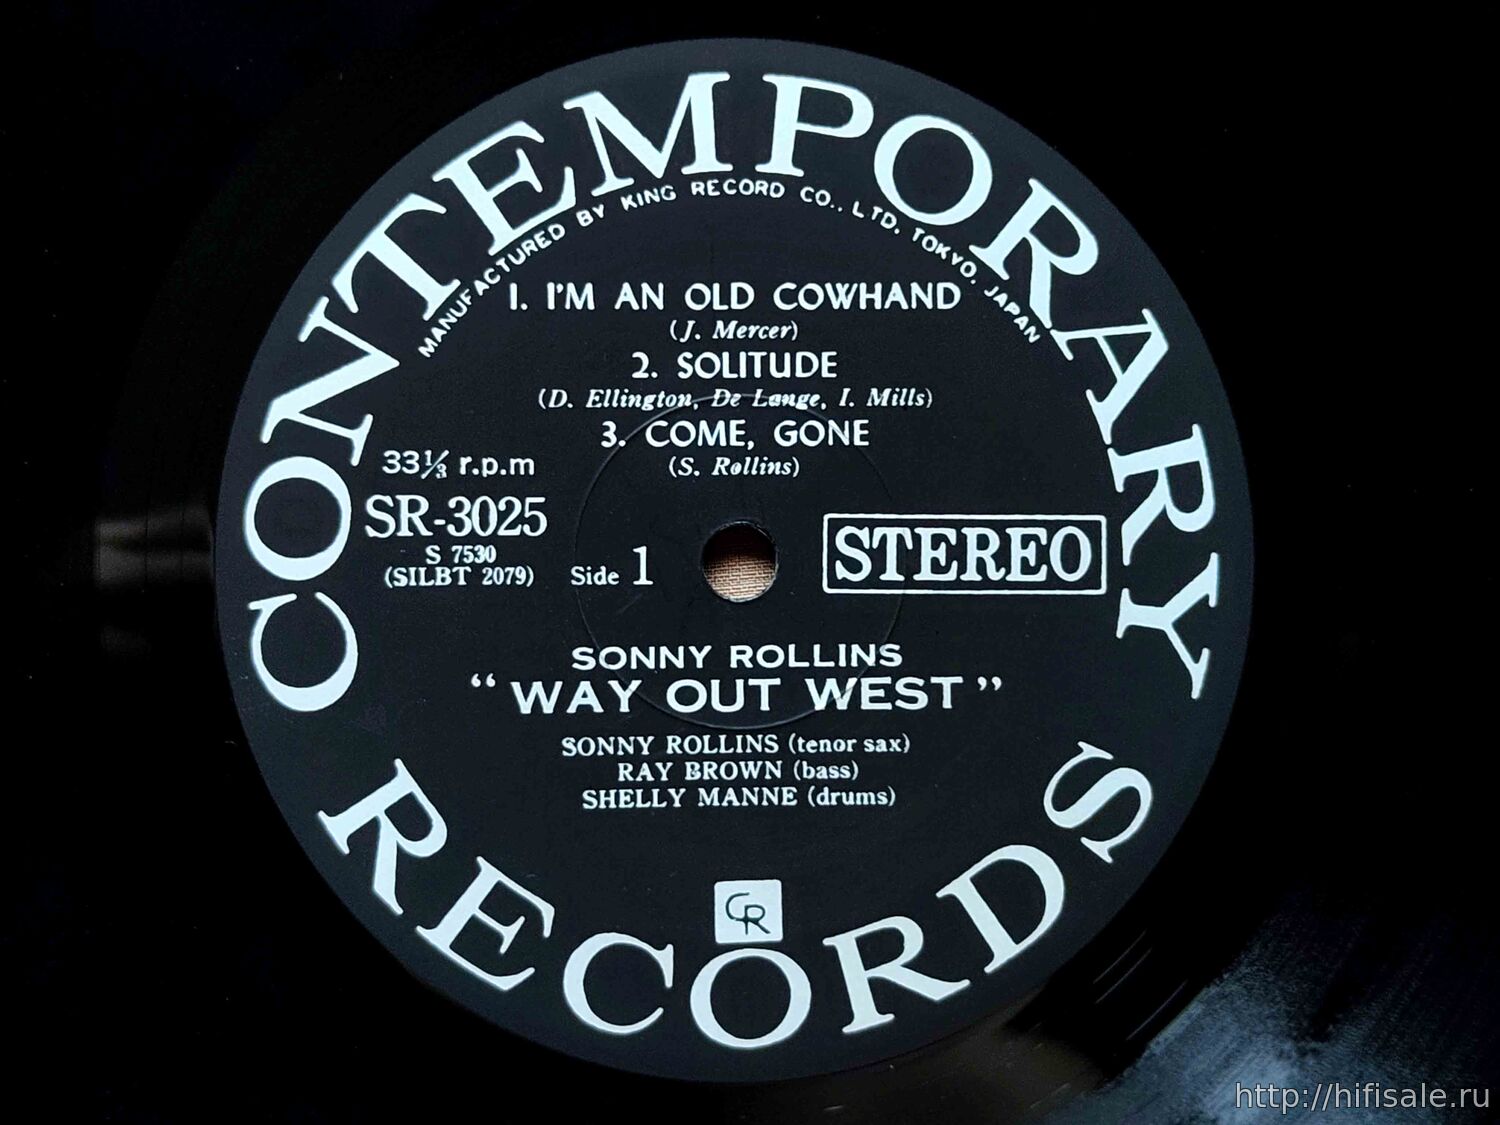 CONTEMPORARY
MANUFACTURED BY KING RECORD CO., LTD. TOKYO. JAPAN
1. I'M AN OLD COWHAND
(J. Mercer)
2. SOLITUDE
(D. Ellington, De Lange, I. Mills)
3. COME, GONE
(S. Rollins)
33⅓ r.p.m
SR-3025
S 7530
(SILBT 2079)
Side 1
STEREO
SONNY ROLLINS
“WAY OUT WEST”
SONNY ROLLINS (tenor sax)
RAY BROWN (bass)
SHELLY MANNE (drums)
CR
RECORDS
http://hifisale.ru